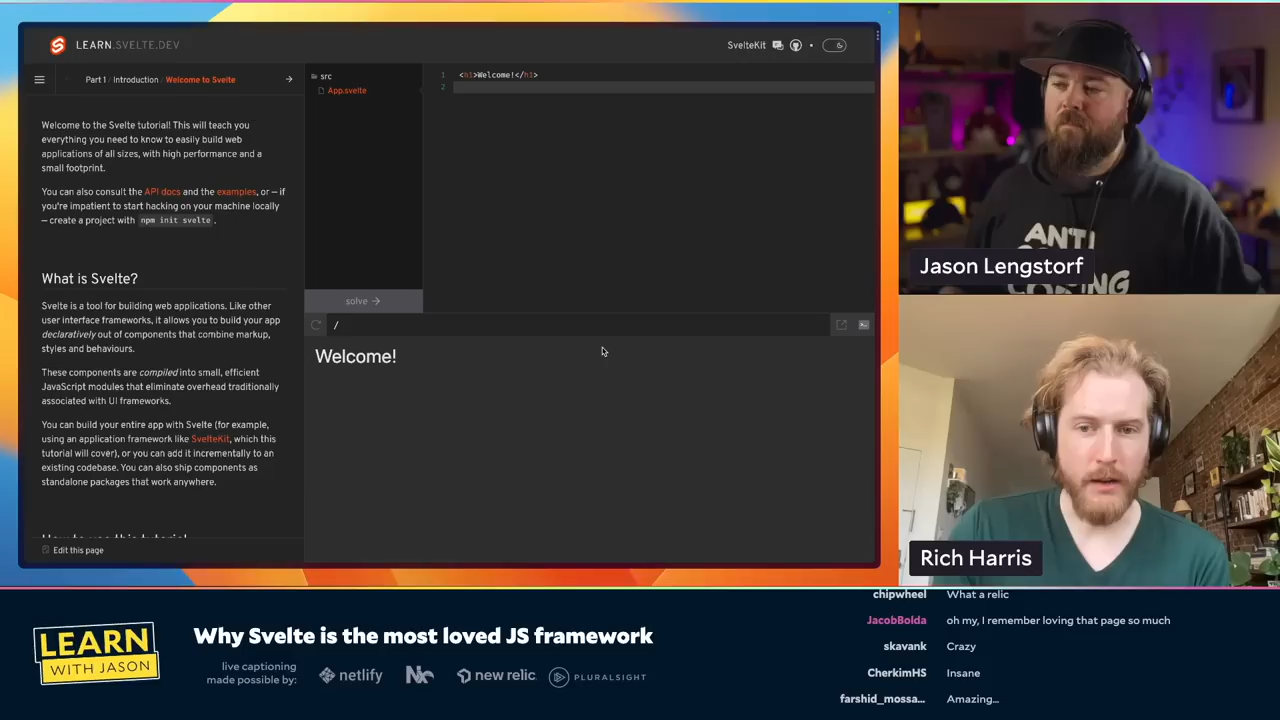 LEARN.SVELTE.DEV
SvelteKit
Part 1 / Introduction / Welcome to Svelte
Welcome to the Svelte tutorial! This will teach you
everything you need to know to easily build web
applications of all sizes, with high performance and a
small footprint.
You can also consult the API docs and the examples, or — if
you're impatient to start hacking on your machine locally
— create a project with npm init svelte.
What is Svelte?
Svelte is a tool for building web applications. Like other
user interface frameworks, it allows you to build your app
declaratively out of components that combine markup,
styles and behaviours.
These components are compiled into small, efficient
JavaScript modules that eliminate overhead traditionally
associated with UI frameworks.
You can build your entire app with Svelte (for example,
using an application framework like SvelteKit, which this
tutorial will cover), or you can add it incrementally to an
existing codebase. You can also ship components as
standalone packages that work anywhere.
How to use this tutorial
Edit this page
src
App.svelte
solve →
1 <h1>Welcome!</h1>
2
/
Welcome!
ANTI
Jason Lengstorf
Rich Harris
LEARN
WITH JASON
Why Svelte is the most loved JS framework
live captioning
made possible by:
netlify
Nx
new relic
PLURALSIGHT
chipwheel What a relic
JacobBolda oh my, I remember loving that page so much
skavank Crazy
CherkimHS Insane
farshid_mossa... Amazing...